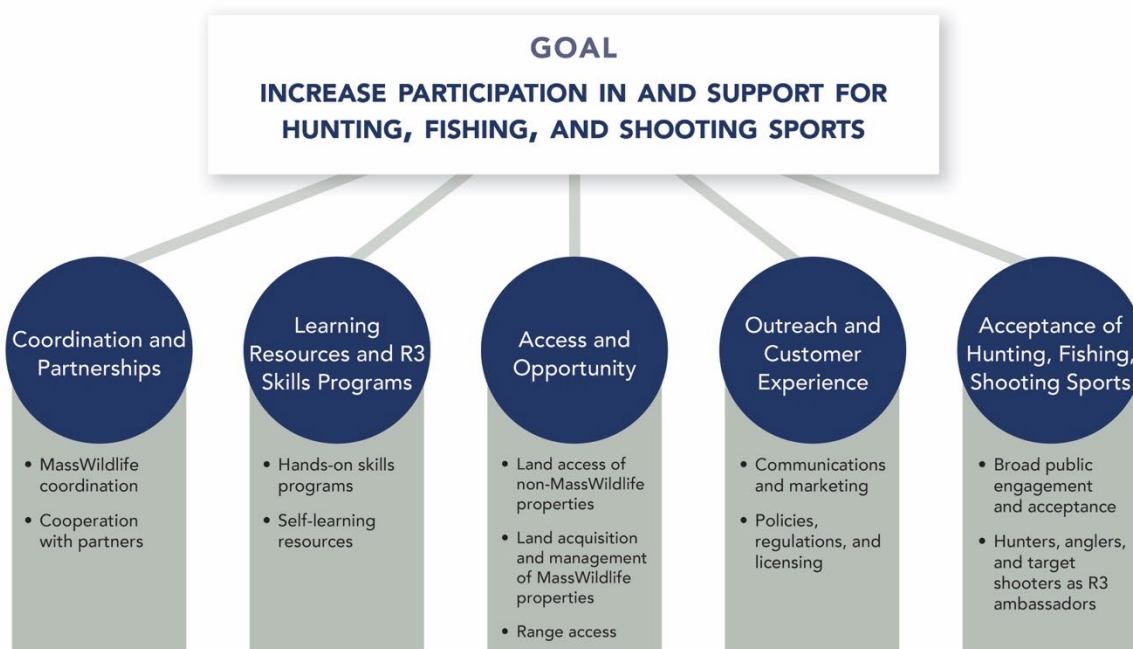 GOAL
INCREASE PARTICIPATION IN AND SUPPORT FOR
HUNTING, FISHING, AND SHOOTING SPORTS
Coordination and
Partnerships
• MassWildlife
coordination
• Cooperation
with partners
Learning
Resources and R3
Skills Programs
• Hands-on skills
programs
• Self-learning
resources
Access and
Opportunity
• Land access of
non-MassWildlife
properties
• Land acquisition
and management
of MassWildlife
properties
• Range access
Outreach and
Customer
Experience
• Communications
and marketing
• Policies,
regulations, and
licensing
Acceptance of
Hunting, Fishing,
Shooting Sports
• Broad public
engagement
and acceptance
• Hunters, anglers,
and target
shooters as R3
ambassadors